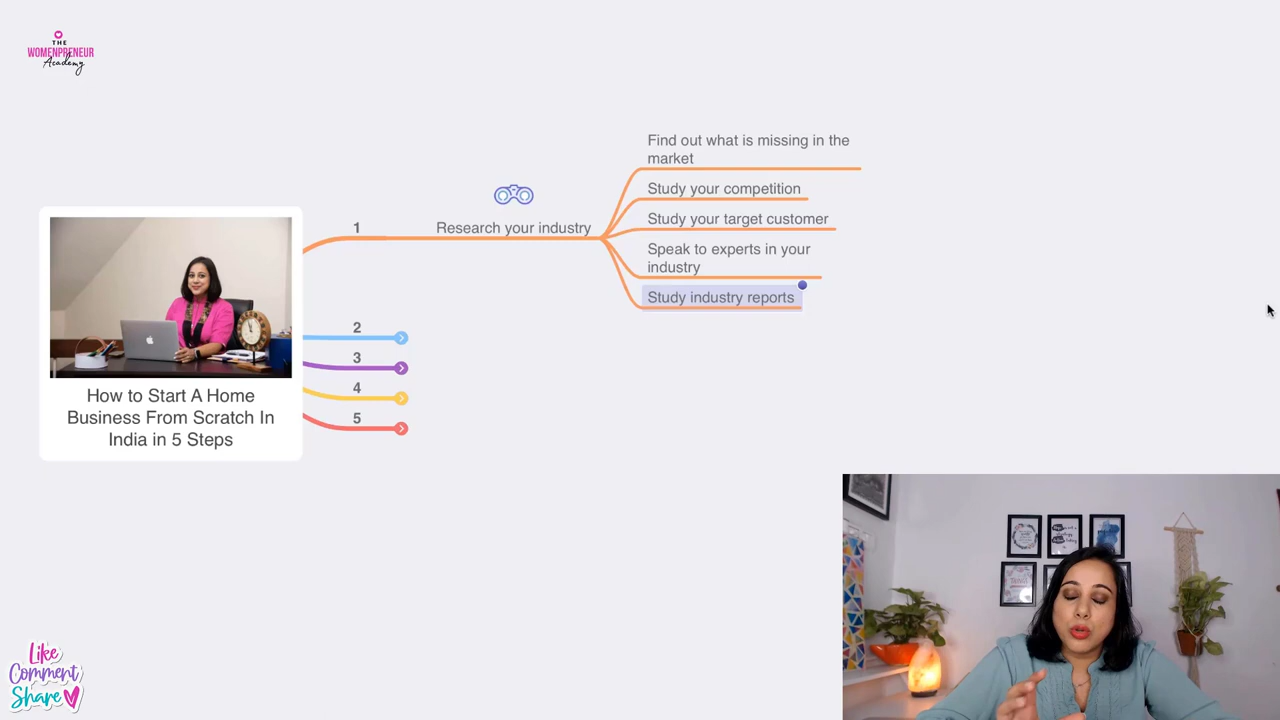 THE
WOMENPRENEUR
Academy
Find out what is missing in the
market
Study your competition
Study your target customer
Speak to experts in your
industry
Study industry reports
1
Research your industry
2
3
4
5
How to Start A Home
Business From Scratch In
India in 5 Steps
Like
Comment
Share